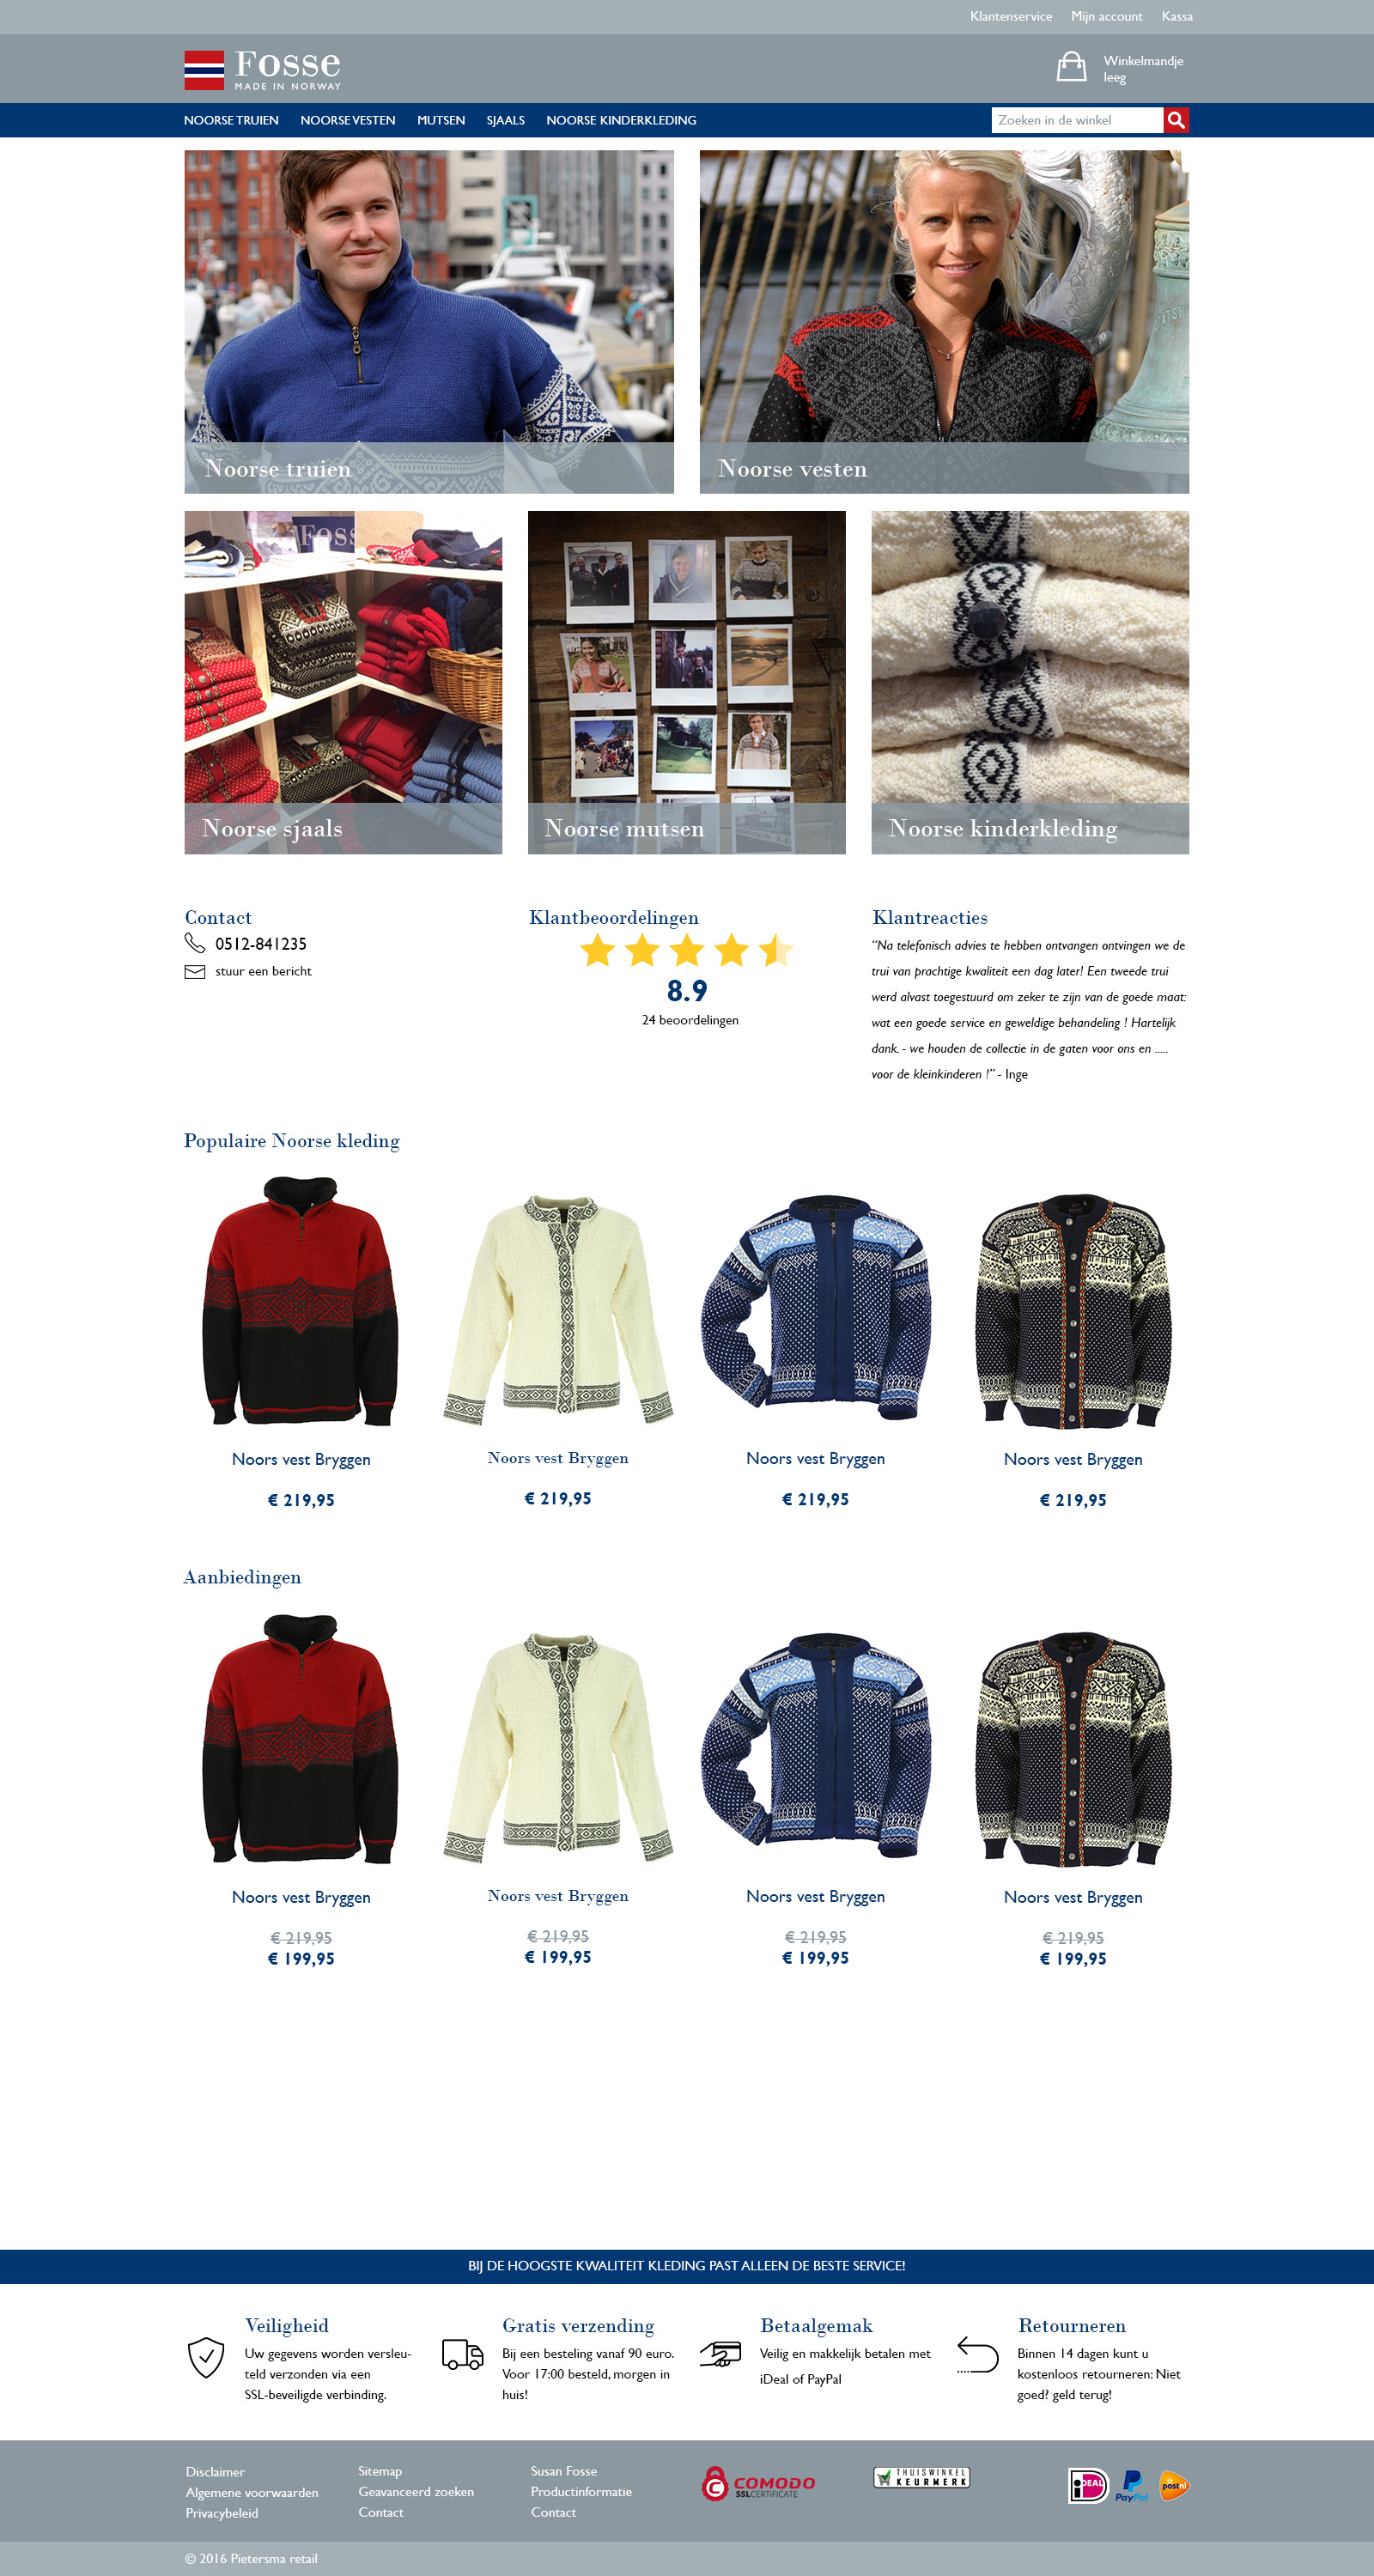 Klantenservice Mijn account Kassa
Fosse
MADE IN NORWAY
Winkelmandje
leeg
NOORSE TRUIEN NOORSE VESTEN MUTSEN SJAALS NOORSE KINDERKLEDING
Zoeken in de winkel
Noorse truien
Noorse vesten
FOSS
Noorse sjaals
Noorse mutsen
Noorse kinderkleding
Contact
0512-841235
stuur een bericht
Klantbeoordelingen
8.9
24 beoordelingen
Klantreacties
“Na telefonisch advies te hebben ontvangen ontvingen we de
trui van prachtige kwaliteit een dag later! Een tweede trui
werd alvast toegestuurd om zeker te zijn van de goede maat:
wat een goede service en geweldige behandeling ! Hartelijk
dank. - we houden de collectie in de gaten voor ons en .....
voor de kleinkinderen !” - Inge
Populaire Noorse kleding
Noors vest Bryggen
€ 219,95
Noors vest Bryggen
€ 219,95
Noors vest Bryggen
€ 219,95
Noors vest Bryggen
€ 219,95
Aanbiedingen
Noors vest Bryggen
€ 219,95
€ 199,95
Noors vest Bryggen
€ 219,95
€ 199,95
Noors vest Bryggen
€ 219,95
€ 199,95
Noors vest Bryggen
€ 219,95
€ 199,95
BIJ DE HOOGSTE KWALITEIT KLEDING PAST ALLEEN DE BESTE SERVICE!
Veiligheid
Uw gegevens worden versleu-
teld verzonden via een
SSL-beveiligde verbinding.
Gratis verzending
Bij een besteling vanaf 90 euro.
Voor 17:00 besteld, morgen in
huis!
Betaalgemak
Veilig en makkelijk betalen met
iDeal of PayPal
Retourneren
Binnen 14 dagen kunt u
kostenloos retourneren: Niet
goed? geld terug!
Disclaimer
Algemene voorwaarden
Privacybeleid
Sitemap
Geavanceerd zoeken
Contact
Susan Fosse
Productinformatie
Contact
COMODO
SSL CERTIFICATE
THUISWINKEL
KEURMERK
iDEAL
PayPal
postnl
© 2016 Pietersma retail